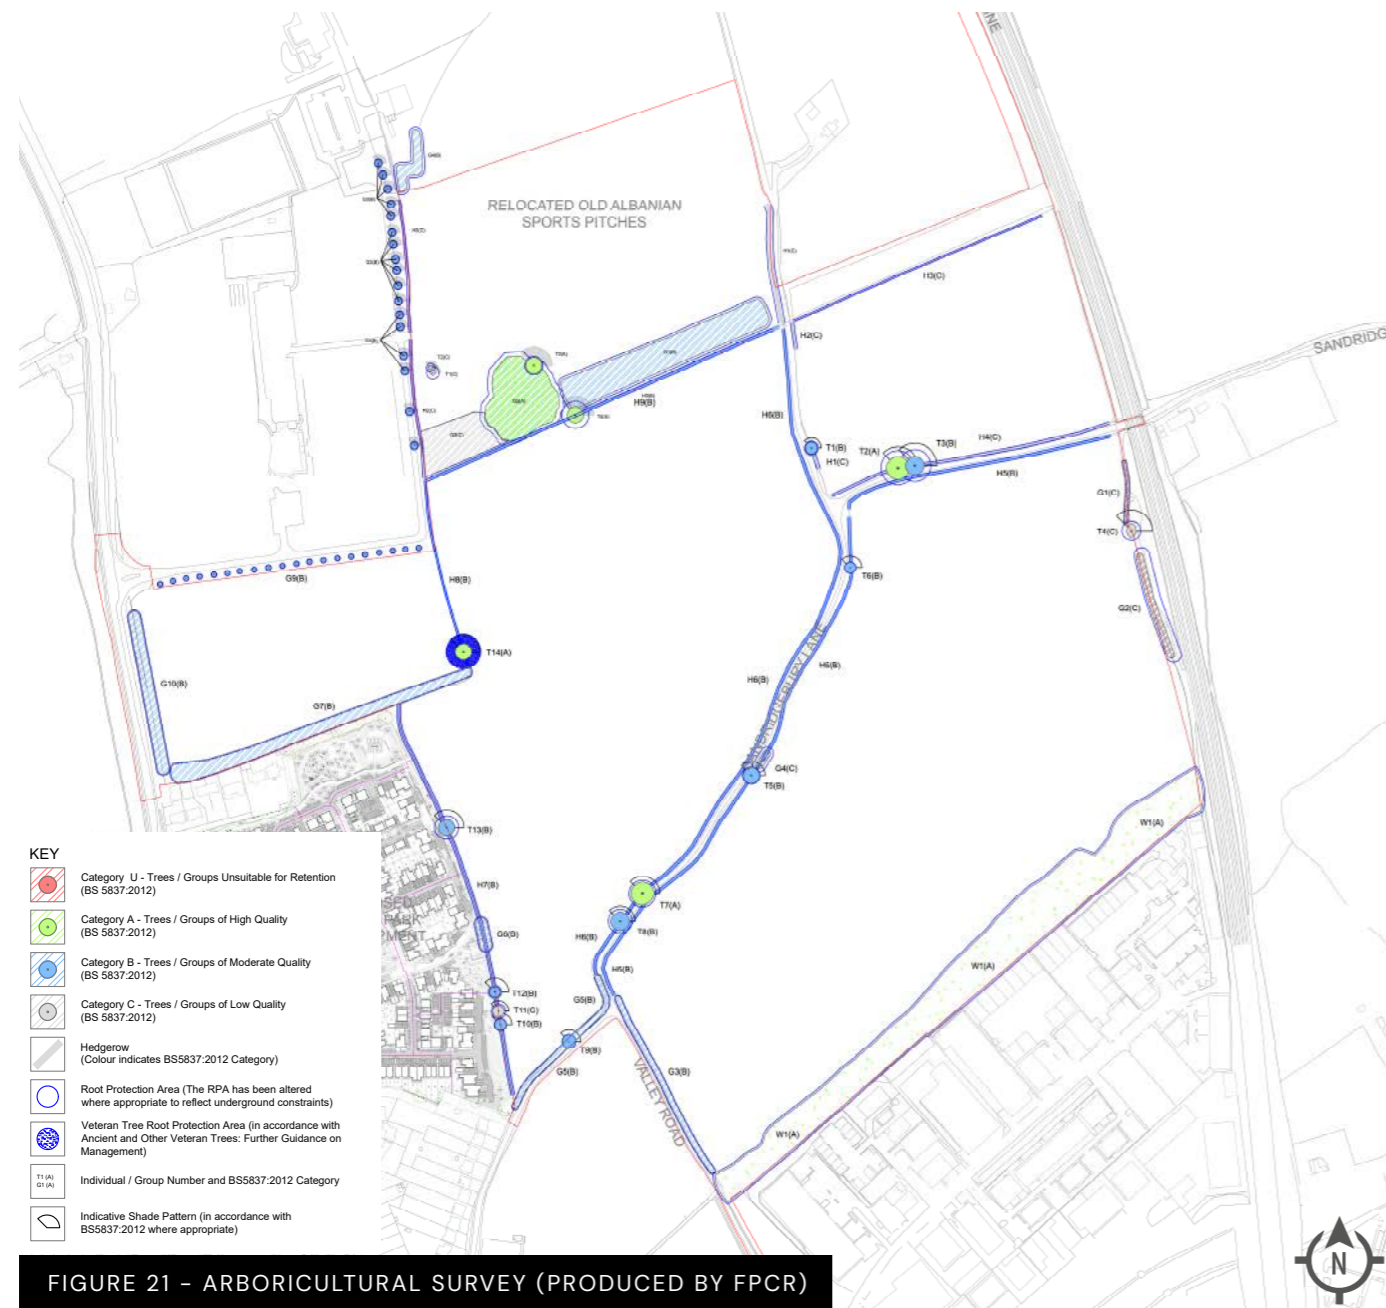 RELOCATED OLD ALBANIAN
SPORTS PITCHES
H3(C)
H2(C)
SANDRIDG
H9(B)
H6(B)
T1(B)
H1(C)
T2(A)
T3(B)
H4(C)
H5(B)
G1(C)
T4(C)
G9(B)
H8(B)
T6(B)
G2(C)
T14(A)
G10(B)
G7(B)
H6(B)
H6(B)
SANDRIDGEBURY LANE
G4(C)
T5(B)
T13(B)
W1(A)
H7(B)
T7(A)
T8(B)
H6(B)
H5(B)
W1(A)
T12(B)
T11(C)
T10(B)
G5(B)
T9(B)
G5(B)
G3(B)
VALLEY ROAD
W1(A)
KEY
Category U - Trees / Groups Unsuitable for Retention
(BS 5837:2012)
Category A - Trees / Groups of High Quality
(BS 5837:2012)
Category B - Trees / Groups of Moderate Quality
(BS 5837:2012)
Category C - Trees / Groups of Low Quality
(BS 5837:2012)
Hedgerow
(Colour indicates BS5837:2012 Category)
Root Protection Area (The RPA has been altered
where appropriate to reflect underground constraints)
Veteran Tree Root Protection Area (in accordance with
Ancient and Other Veteran Trees: Further Guidance on
Management)
T1 (A)
G1 (A)
Individual / Group Number and BS5837:2012 Category
Indicative Shade Pattern (in accordance with
BS5837:2012 where appropriate)
FIGURE 21 - ARBORICULTURAL SURVEY (PRODUCED BY FPCR)
N